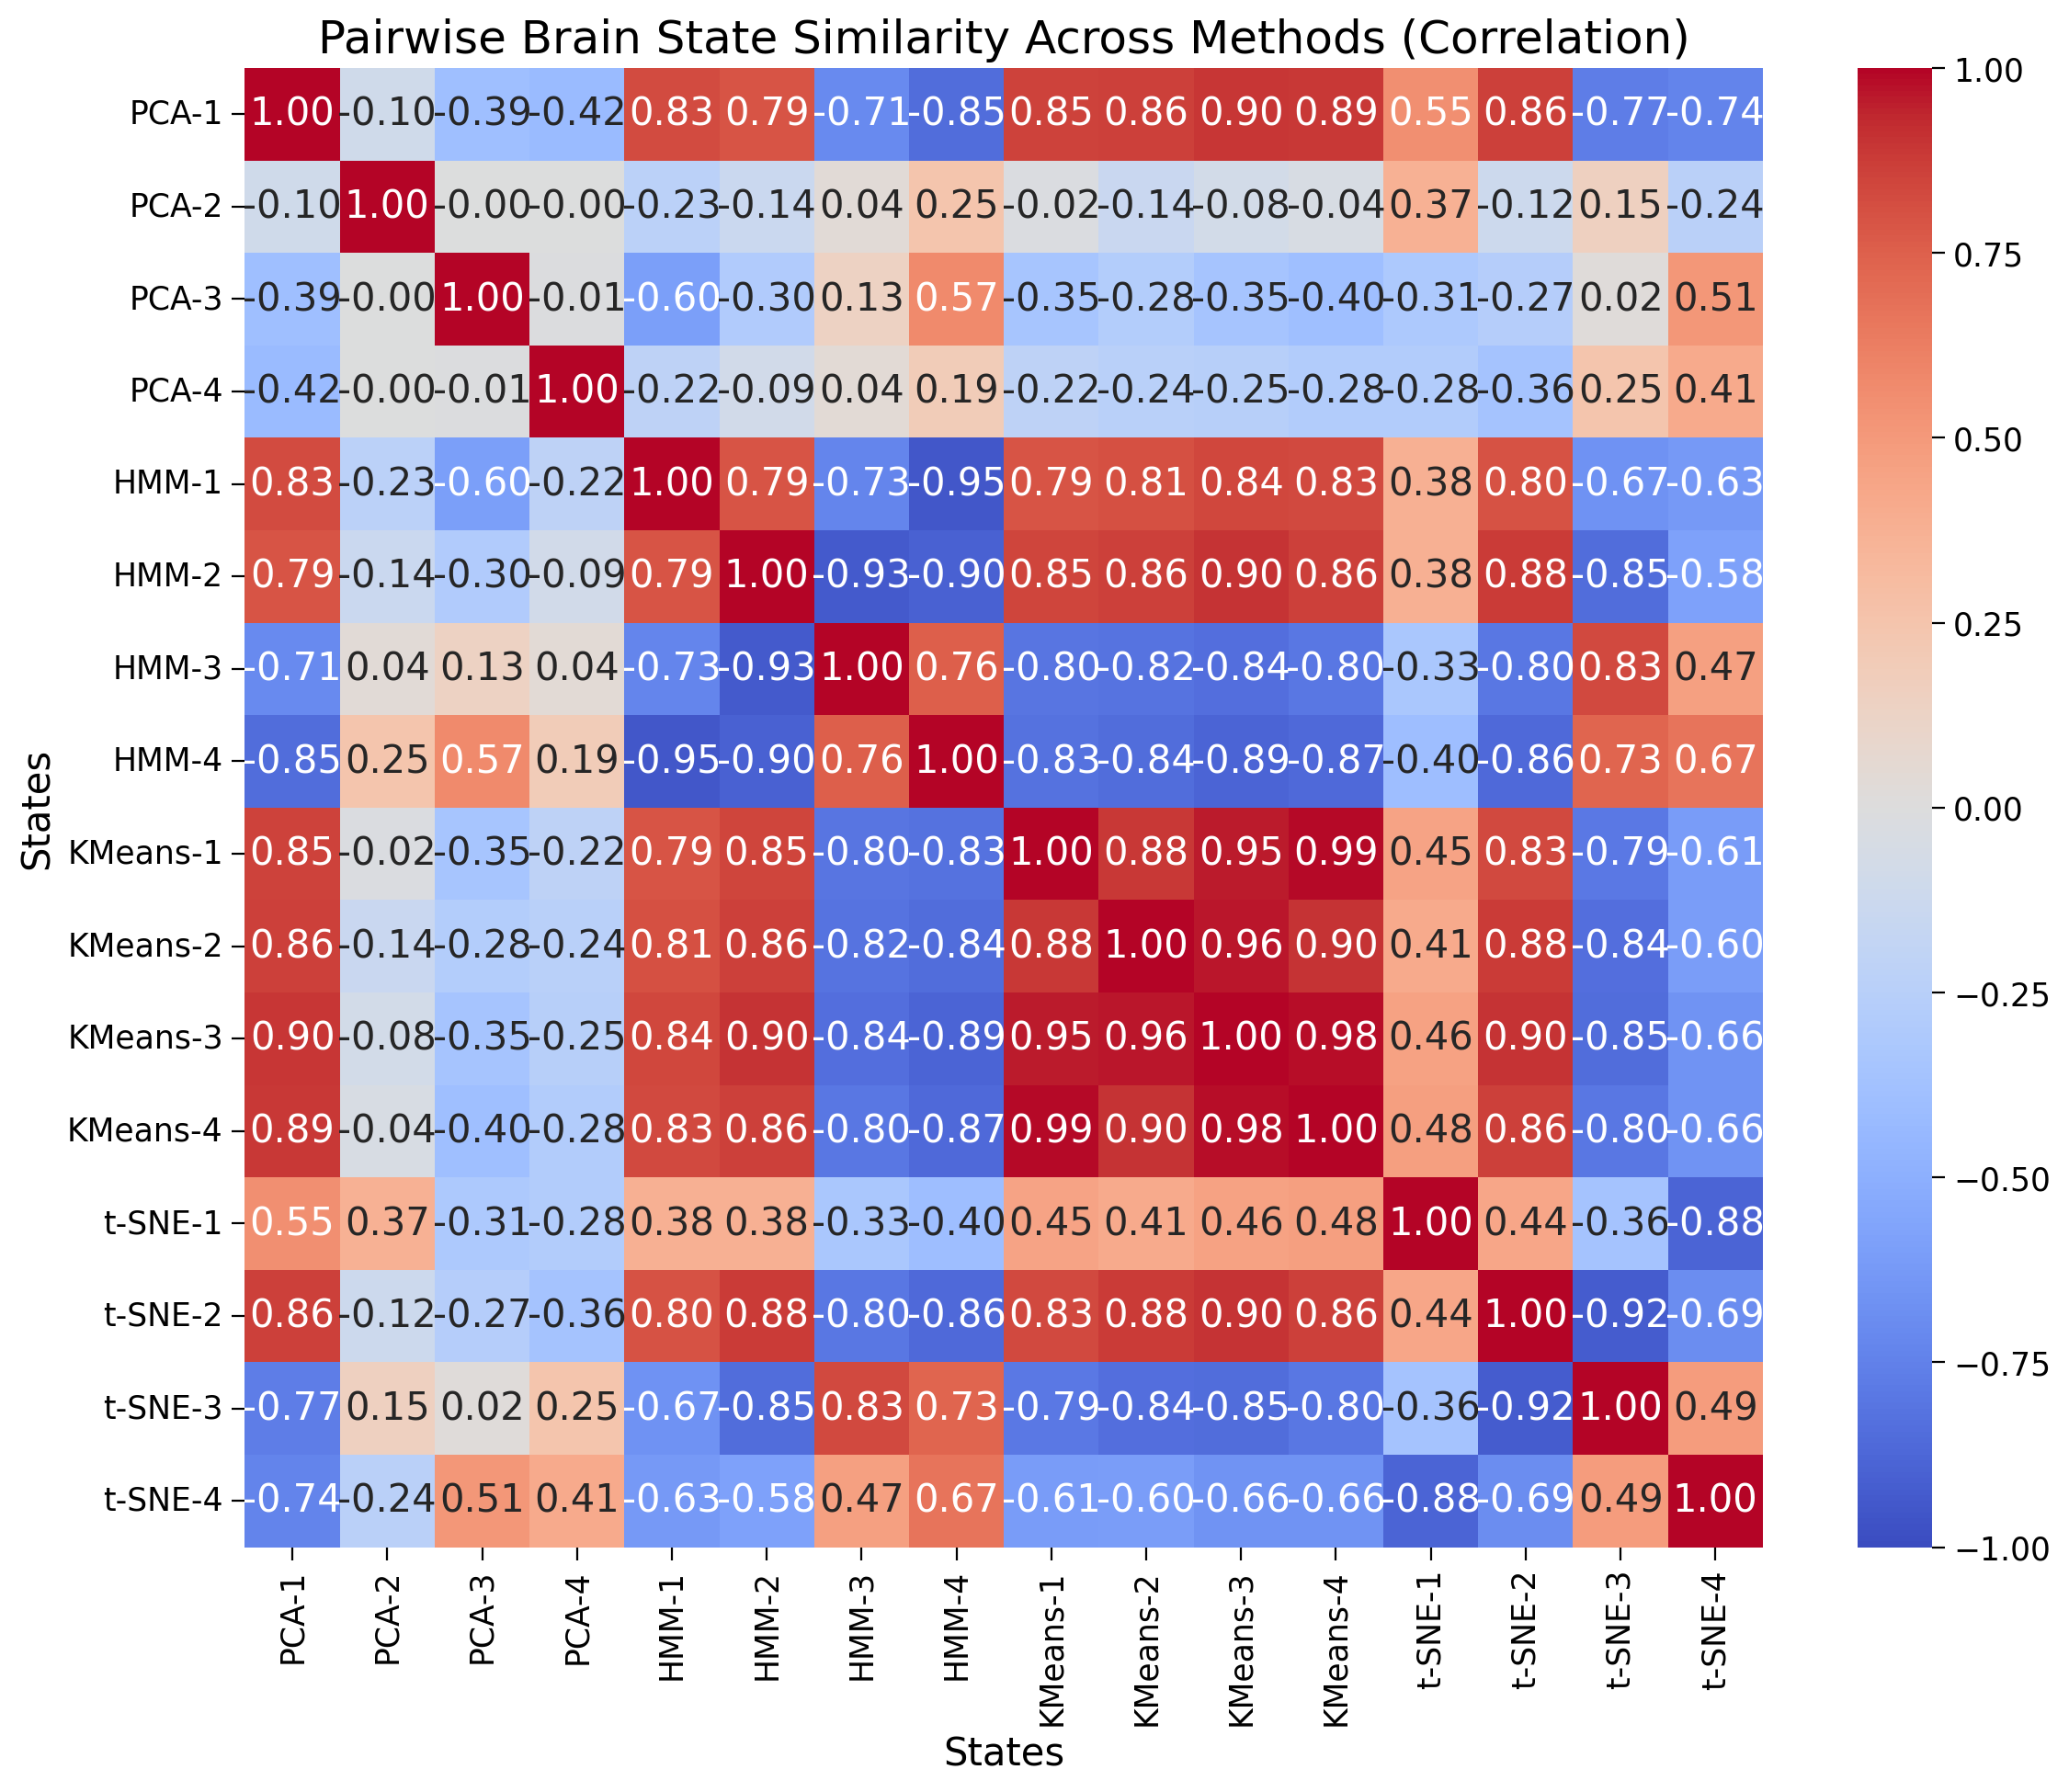 Pairwise Brain State Similarity Across Methods (Correlation)
PCA-1 1.00 -0.10 -0.39 -0.42 0.83 0.79 -0.71 -0.85 0.85 0.86 0.90 0.89 0.55 0.86 -0.77 -0.74
PCA-2 -0.10 1.00 -0.00 -0.00 -0.23 -0.14 0.04 0.25 -0.02 -0.14 -0.08 -0.04 0.37 -0.12 0.15 -0.24
PCA-3 -0.39 -0.00 1.00 -0.01 -0.60 -0.30 0.13 0.57 -0.35 -0.28 -0.35 -0.40 -0.31 -0.27 0.02 0.51
PCA-4 -0.42 -0.00 -0.01 1.00 -0.22 -0.09 0.04 0.19 -0.22 -0.24 -0.25 -0.28 -0.28 -0.36 0.25 0.41
HMM-1 0.83 -0.23 -0.60 -0.22 1.00 0.79 -0.73 -0.95 0.79 0.81 0.84 0.83 0.38 0.80 -0.67 -0.63
HMM-2 0.79 -0.14 -0.30 -0.09 0.79 1.00 -0.93 -0.90 0.85 0.86 0.90 0.86 0.38 0.88 -0.85 -0.58
HMM-3 -0.71 0.04 0.13 0.04 -0.73 -0.93 1.00 0.76 -0.80 -0.82 -0.84 -0.80 -0.33 -0.80 0.83 0.47
HMM-4 -0.85 0.25 0.57 0.19 -0.95 -0.90 0.76 1.00 -0.83 -0.84 -0.89 -0.87 -0.40 -0.86 0.73 0.67
KMeans-1 0.85 -0.02 -0.35 -0.22 0.79 0.85 -0.80 -0.83 1.00 0.88 0.95 0.99 0.45 0.83 -0.79 -0.61
KMeans-2 0.86 -0.14 -0.28 -0.24 0.81 0.86 -0.82 -0.84 0.88 1.00 0.96 0.90 0.41 0.88 -0.84 -0.60
KMeans-3 0.90 -0.08 -0.35 -0.25 0.84 0.90 -0.84 -0.89 0.95 0.96 1.00 0.98 0.46 0.90 -0.85 -0.66
KMeans-4 0.89 -0.04 -0.40 -0.28 0.83 0.86 -0.80 -0.87 0.99 0.90 0.98 1.00 0.48 0.86 -0.80 -0.66
t-SNE-1 0.55 0.37 -0.31 -0.28 0.38 0.38 -0.33 -0.40 0.45 0.41 0.46 0.48 1.00 0.44 -0.36 -0.88
t-SNE-2 0.86 -0.12 -0.27 -0.36 0.80 0.88 -0.80 -0.86 0.83 0.88 0.90 0.86 0.44 1.00 -0.92 -0.69
t-SNE-3 -0.77 0.15 0.02 0.25 -0.67 -0.85 0.83 0.73 -0.79 -0.84 -0.85 -0.80 -0.36 -0.92 1.00 0.49
t-SNE-4 -0.74 -0.24 0.51 0.41 -0.63 -0.58 0.47 0.67 -0.61 -0.60 -0.66 -0.66 -0.88 -0.69 0.49 1.00
States
PCA-1 PCA-2 PCA-3 PCA-4 HMM-1 HMM-2 HMM-3 HMM-4 KMeans-1 KMeans-2 KMeans-3 KMeans-4 t-SNE-1 t-SNE-2 t-SNE-3 t-SNE-4
States
1.00
0.75
0.50
0.25
0.00
−0.25
−0.50
−0.75
−1.00